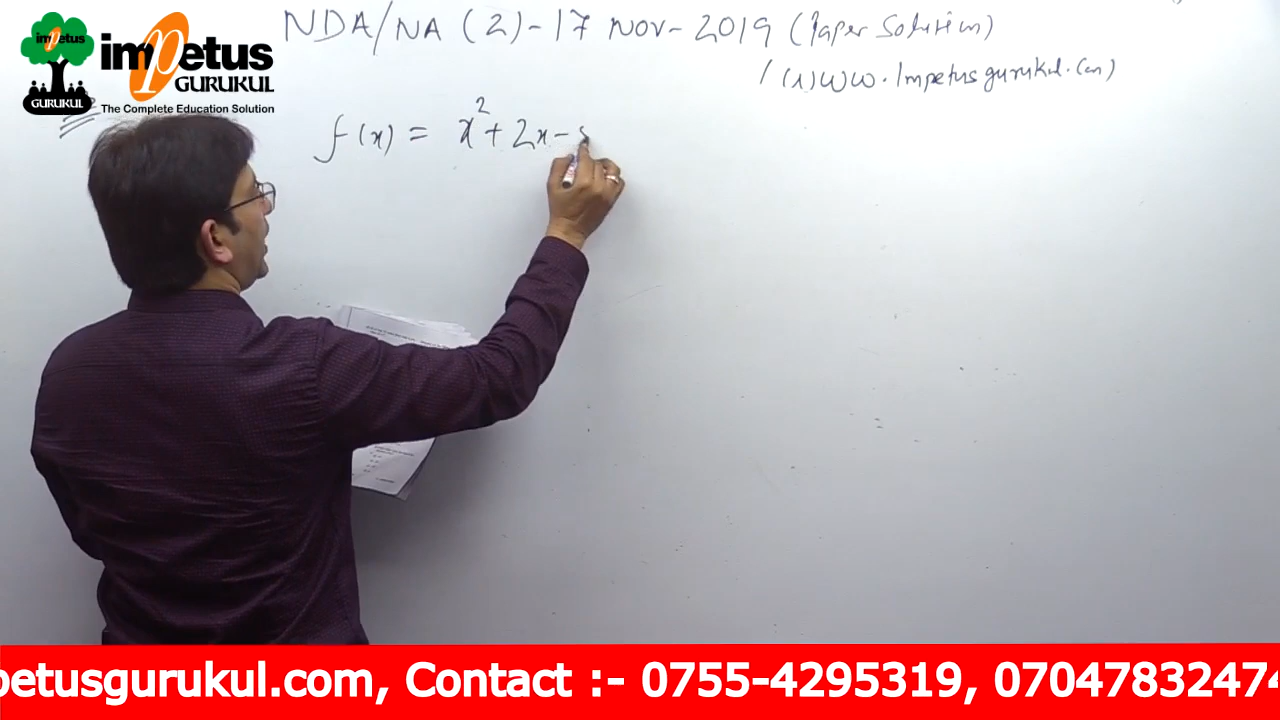 NDA/NA (2)-17 Nov-2019 (Paper Solution)
impetus
GURUKUL
The Complete Education Solution
impetus
GURUKUL
/ www.Impetusgurukul.com)
f(x) = x² + 2x -
petusgurukul.com, Contact :- 0755-4295319, 07047832474